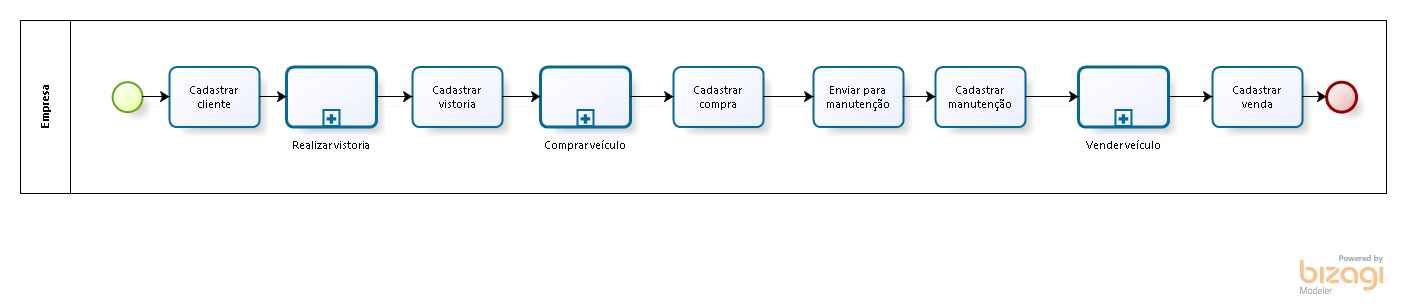 Empresa
Cadastrar
cliente
Realizar vistoria
Cadastrar
vistoria
Comprar veículo
Cadastrar
compra
Enviar para
manutenção
Cadastrar
manutenção
Vender veículo
Cadastrar
venda
Powered by
bizagi
Modeler